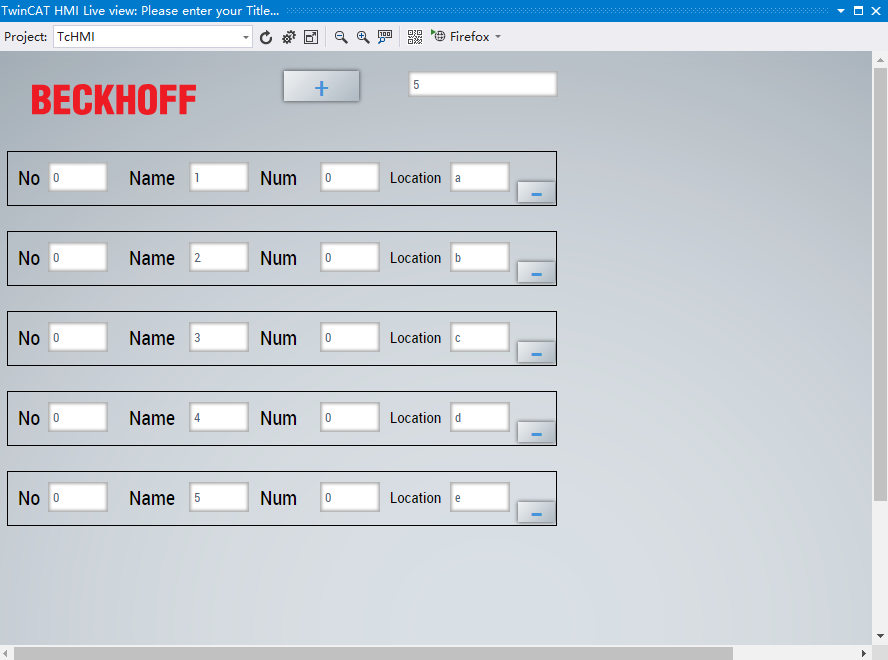 TwinCAT HMI Live view: Please enter your Title...
Project: TcHMI 100 Firefox
BECKHOFF + 5
No 0 Name 1 Num 0 Location a −
No 0 Name 2 Num 0 Location b −
No 0 Name 3 Num 0 Location c −
No 0 Name 4 Num 0 Location d −
No 0 Name 5 Num 0 Location e −